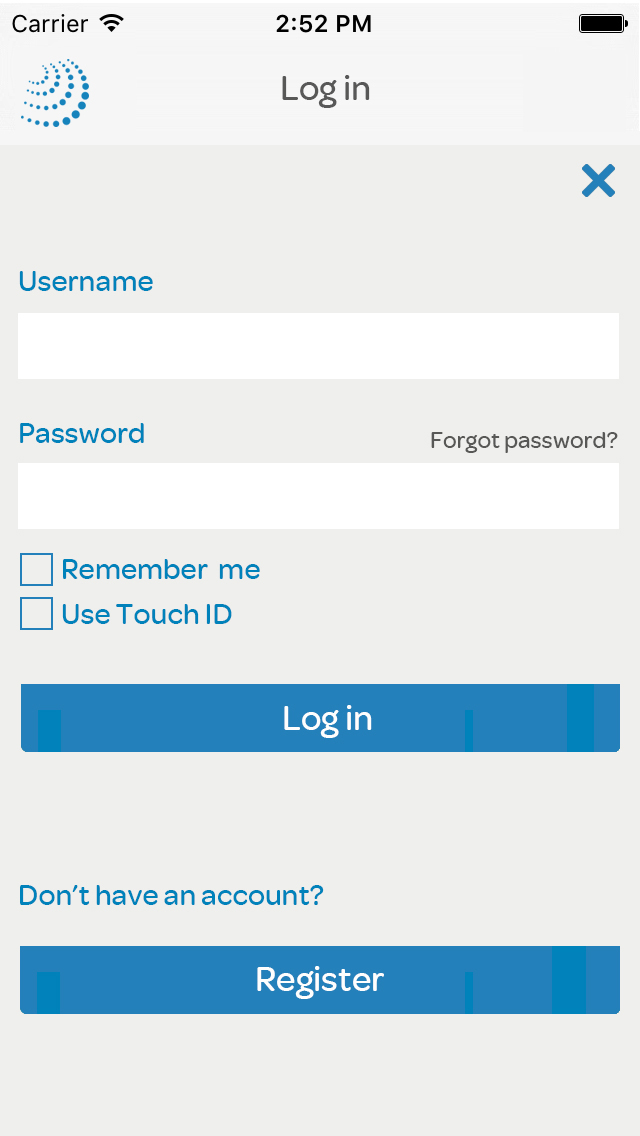 Carrier 2:52 PM
Log in
Username
Password Forgot password?
Remember me
Use Touch ID
Log in
Don't have an account?
Register